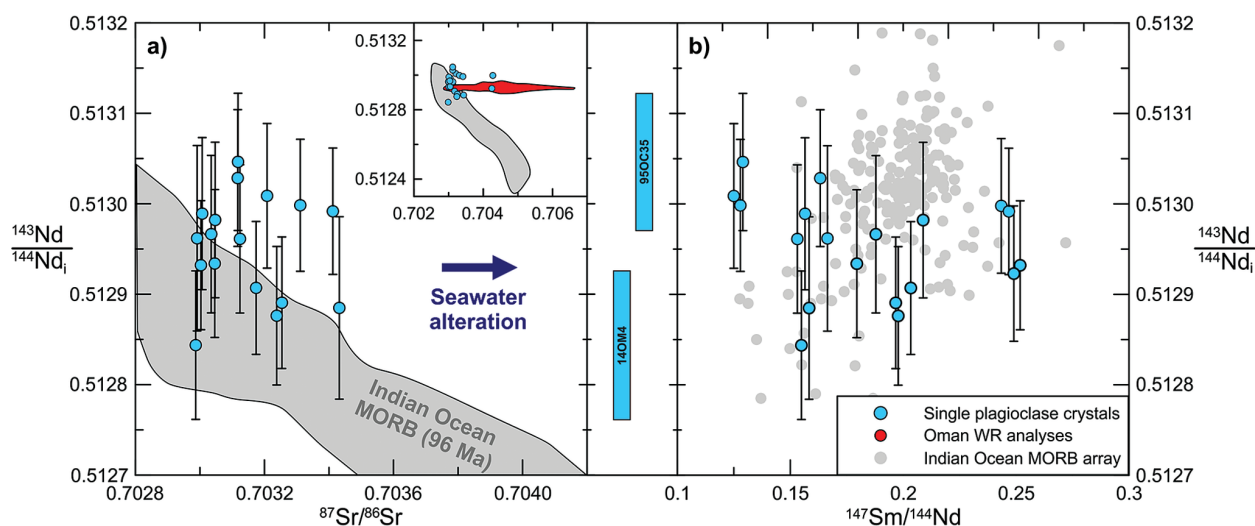 0.5132
0.5131
0.5130
0.5129
0.5128
0.5127
143Nd
144Ndi
a)
0.5132
0.5128
0.5124
0.702
0.704
0.706
Seawater
alteration
Indian Ocean
MORB (96 Ma)
0.7028
0.7032
0.7036
0.7040
87Sr/86Sr
95OC35
14OM4
b)
Single plagioclase crystals
Oman WR analyses
Indian Ocean MORB array
0.1
0.15
0.2
0.25
0.3
147Sm/144Nd
0.5132
0.5131
0.5130
0.5129
0.5128
0.5127
143Nd
144Ndi